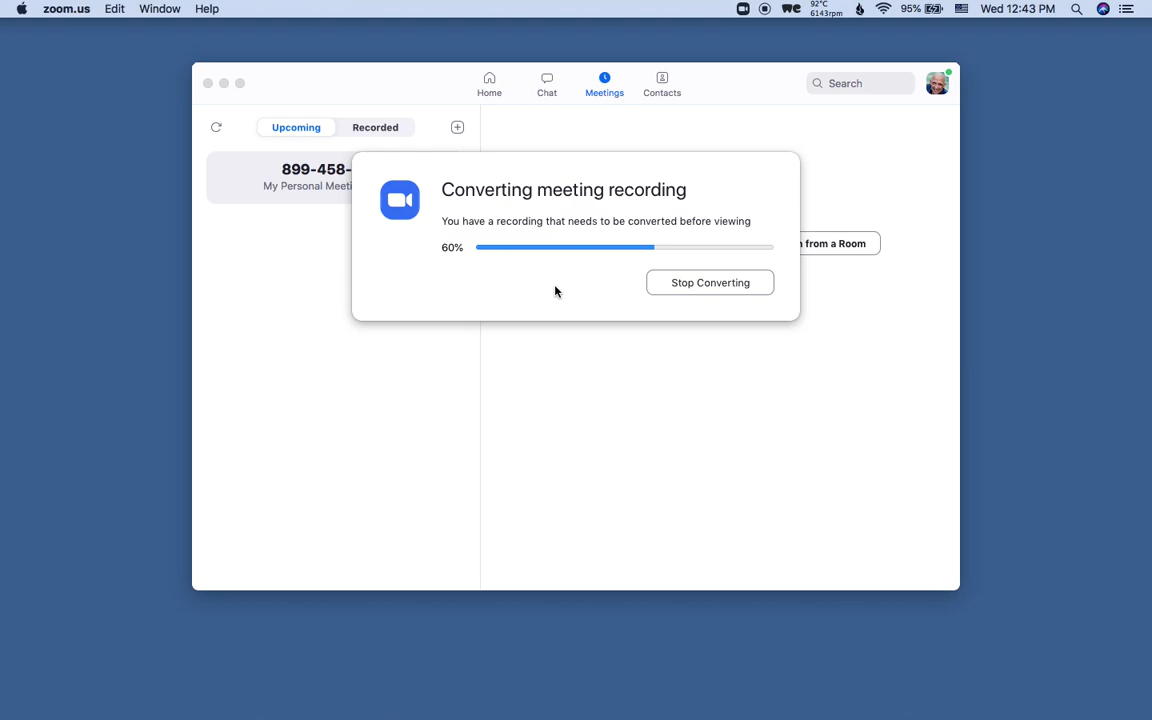 zoom.us Edit Window Help
92°C
6143rpm
95%
Wed 12:43 PM
Home
Chat
Meetings
Contacts
Search
Upcoming
Recorded
899-458-
My Personal Meeti
Converting meeting recording
You have a recording that needs to be converted before viewing
60%
from a Room
Stop Converting